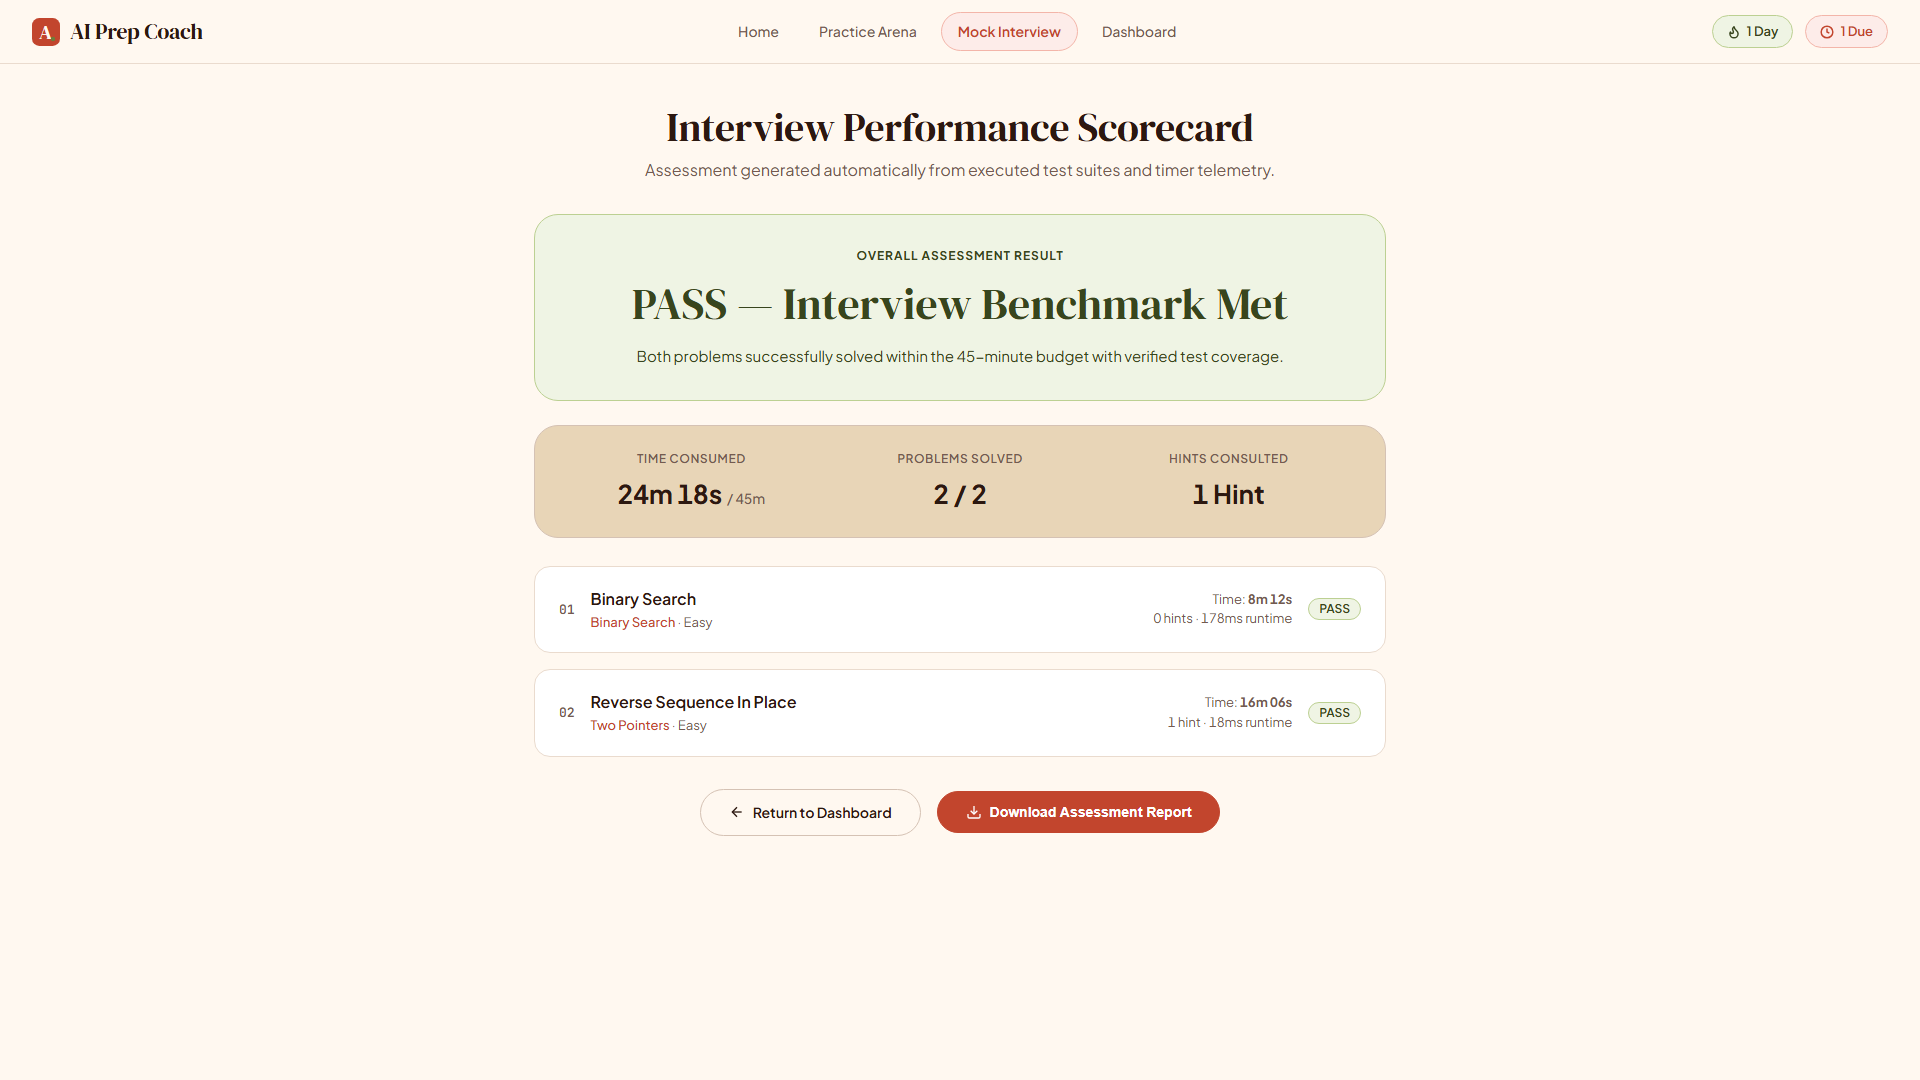 A AI Prep Coach
Home Practice Arena Mock Interview Dashboard
1 Day 1 Due
Interview Performance Scorecard
Assessment generated automatically from executed test suites and timer telemetry.
OVERALL ASSESSMENT RESULT
PASS — Interview Benchmark Met
Both problems successfully solved within the 45-minute budget with verified test coverage.
TIME CONSUMED PROBLEMS SOLVED HINTS CONSULTED
24m 18s / 45m 2 / 2 1 Hint
01 Binary Search Time: 8m 12s PASS
Binary Search · Easy 0 hints · 178ms runtime
02 Reverse Sequence In Place Time: 16m 06s PASS
Two Pointers · Easy 1 hint · 18ms runtime
← Return to Dashboard Download Assessment Report